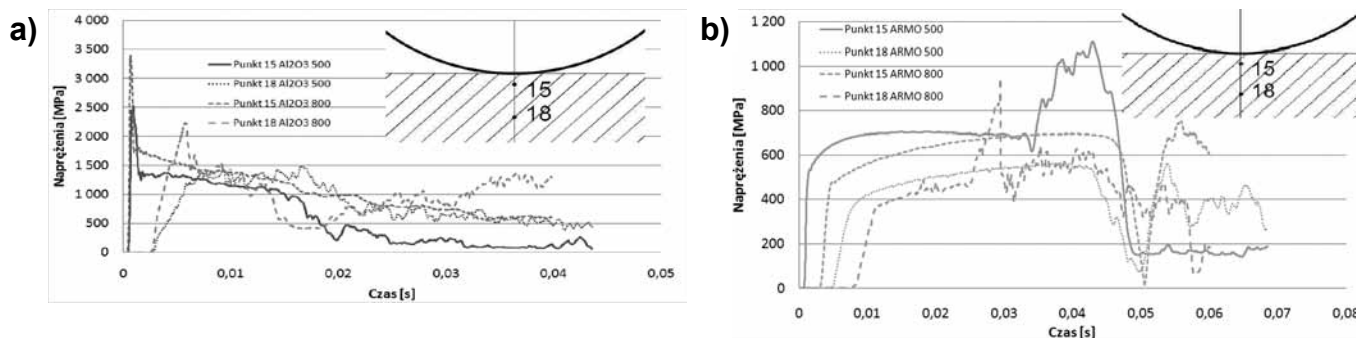 a)
Naprężenia [MPa]
4 000
3 500
3 000
2 500
2 000
1 500
1 000
500
0
Punkt 15 Al2O3 500
Punkt 18 Al2O3 500
Punkt 15 Al2O3 800
Punkt 18 Al2O3 800
15
18
0
0,01
0,02
0,03
0,04
0,05
Czas [s]
b)
Naprężenia [MPa]
1 200
1 000
800
600
400
200
0
Punkt 15 ARMO 500
Punkt 18 ARMO 500
Punkt 15 ARMO 800
Punkt 18 ARMO 800
15
18
0
0,01
0,02
0,03
0,04
0,05
0,06
0,07
0,08
Czas [s]